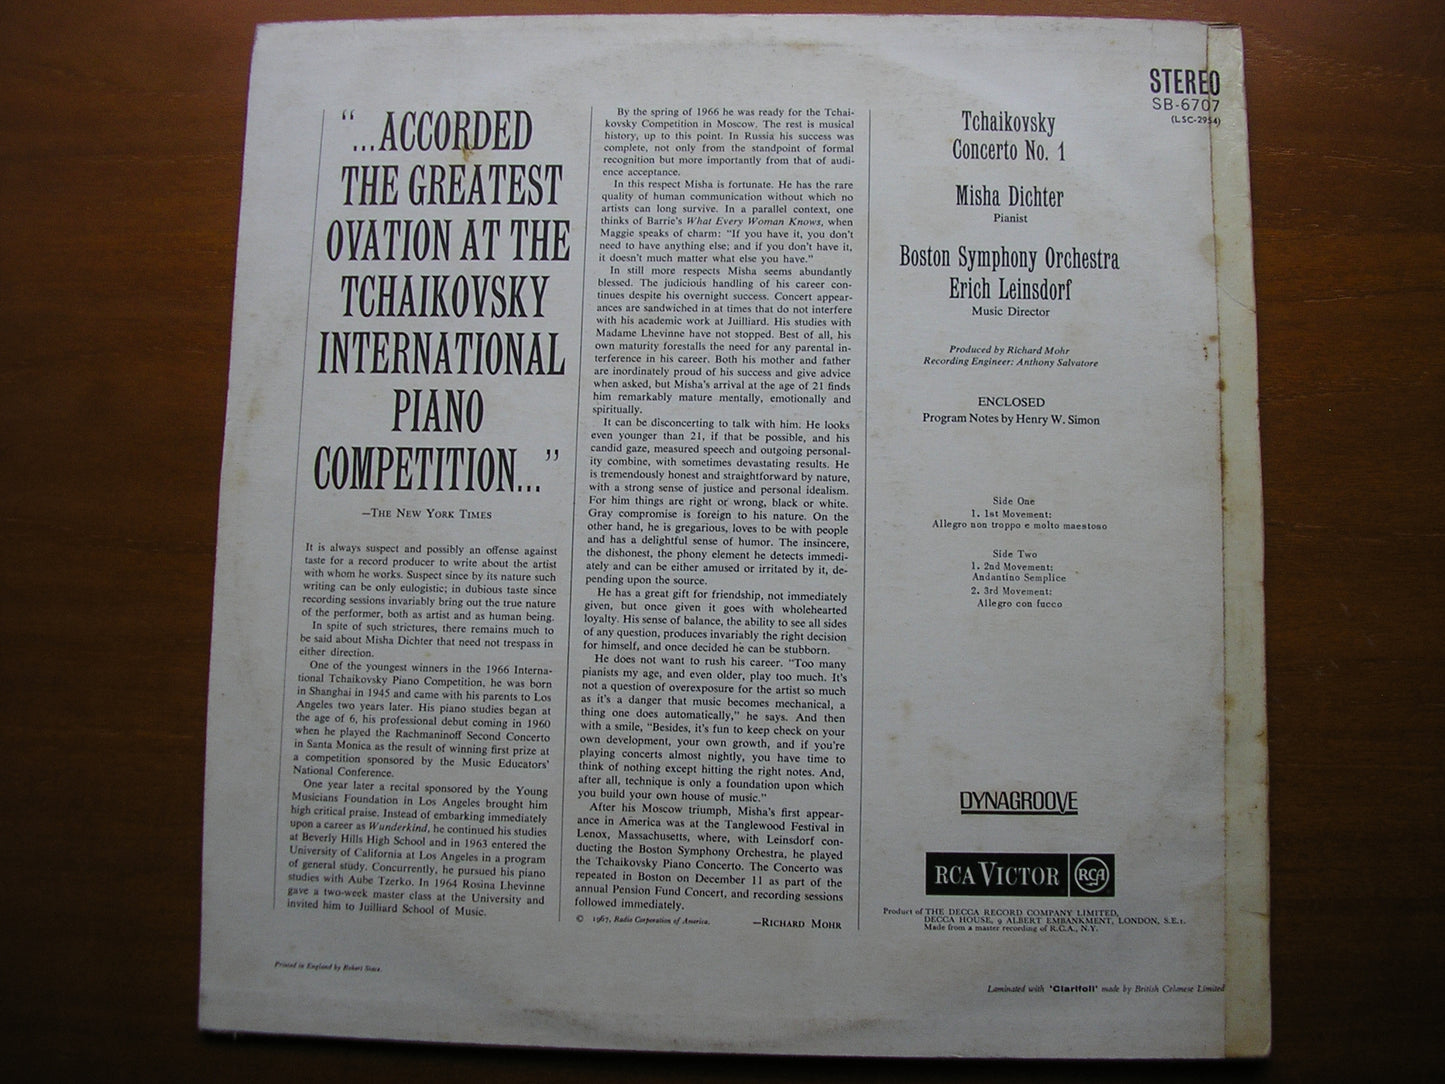 “...ACCORDED
THE GREATEST
OVATION AT THE
TCHAIKOVSKY
INTERNATIONAL
PIANO
COMPETITION...”
—THE NEW YORK TIMES
It is always suspect and possibly an offense against
taste for a record producer to write about the artist
with whom he works. Suspect since by its nature such
writing can be only eulogistic; in dubious taste since
recording sessions invariably bring out the true nature
of the performer, both as artist and as human being.
In spite of such strictures, there remains much to
be said about Misha Dichter that need not trespass in
either direction.
One of the youngest winners in the 1966 Interna-
tional Tchaikovsky Piano Competition, he was born
in Shanghai in 1945 and came with his parents to Los
Angeles two years later. His piano studies began at
the age of 6, his professional debut coming in 1960
when he played the Rachmaninoff Second Concerto
in Santa Monica as the result of winning first prize at
a competition sponsored by the Music Educators’
National Conference.
One year later a recital sponsored by the Young
Musicians Foundation in Los Angeles brought him
high critical praise. Instead of embarking immediately
upon a career as Wunderkind, he continued his studies
at Beverly Hills High School and in 1963 entered the
University of California at Los Angeles in a program
of general study. Concurrently, he pursued his piano
studies with Aube Tzerko. In 1964 Rosina Lhevinne
gave a two-week master class at the University and
invited him to Juilliard School of Music.
By the spring of 1966 he was ready for the Tchai-
kovsky Competition in Moscow. The rest is musical
history, up to this point. In Russia his success was
complete, not only from the standpoint of formal
recognition but more importantly from that of audi-
ence acceptance.
In this respect Misha is fortunate. He has the rare
quality of human communication without which no
artists can long survive. In a parallel context, one
thinks of Barrie’s What Every Woman Knows, when
Maggie speaks of charm: “If you have it, you don’t
need to have anything else; and if you don’t have it,
it doesn’t much matter what else you have.”
In still more respects Misha seems abundantly
blessed. The judicious handling of his career con-
tinues despite his overnight success. Concert appear-
ances are sandwiched in at times that do not interfere
with his academic work at Juilliard. His studies with
Madame Lhevinne have not stopped. Best of all, his
own maturity forestalls the need for any parental in-
terference in his career. Both his mother and father
are inordinately proud of his success and give advice
when asked, but Misha’s arrival at the age of 21 finds
him remarkably mature mentally, emotionally and
spiritually.
It can be disconcerting to talk with him. He looks
even younger than 21, if that be possible, and his
candid gaze, measured speech and outgoing personal-
ity combine, with sometimes devastating results. He
is tremendously honest and straightforward by nature,
with a strong sense of justice and personal idealism.
For him things are right or wrong, black or white.
Gray compromise is foreign to his nature. On the
other hand, he is gregarious, loves to be with people
and has a delightful sense of humor. The insincere,
the dishonest, the phony element he detects immedi-
ately and can be either amused or irritated by it, de-
pending upon the source.
He has a great gift for friendship, not immediately
given, but once given it goes with wholehearted
loyalty. His sense of balance, the ability to see all sides
of any question, produces invariably the right decision
for himself, and once decided he can be stubborn.
He does not want to rush his career. “Too many
pianists my age, and even older, play too much. It’s
not a question of overexposure for the artist so much
as it’s a danger that music becomes mechanical, a
thing one does automatically,” he says. And then
with a smile, “Besides, it’s fun to keep check on your
own development, your own growth, and if you’re
playing concerts almost nightly, you have time to
think of nothing except hitting the right notes. And,
after all, technique is only a foundation upon which
you build your own house of music.”
After his Moscow triumph, Misha’s first appear-
ance in America was at the Tanglewood Festival in
Lenox, Massachusetts, where, with Leinsdorf con-
ducting the Boston Symphony Orchestra, he played
the Tchaikovsky Piano Concerto. The Concerto was
repeated in Boston on December 11 as part of the
annual Pension Fund Concert, and recording sessions
followed immediately.
—RICHARD MOHR
© 1967, Radio Corporation of America.
STEREO
SB-6707
(LSC-2954)
Tchaikovsky
Concerto No. 1
Misha Dichter
Pianist
Boston Symphony Orchestra
Erich Leinsdorf
Music Director
Produced by Richard Mohr
Recording Engineer: Anthony Salvatore
ENCLOSED
Program Notes by Henry W. Simon
Side One
1. 1st Movement:
Allegro non troppo e molto maestoso
Side Two
1. 2nd Movement:
Andantino Semplice
2. 3rd Movement:
Allegro con fucco
DYNAGROOVE
RCA VICTOR RCA
Product of THE DECCA RECORD COMPANY LIMITED,
DECCA HOUSE, 9 ALBERT EMBANKMENT, LONDON, S.E.1.
Made from a master recording of R.C.A., N.Y.
Printed in England by Robert Stace.
Laminated with 'Clarifoil' made by British Celanese Limited